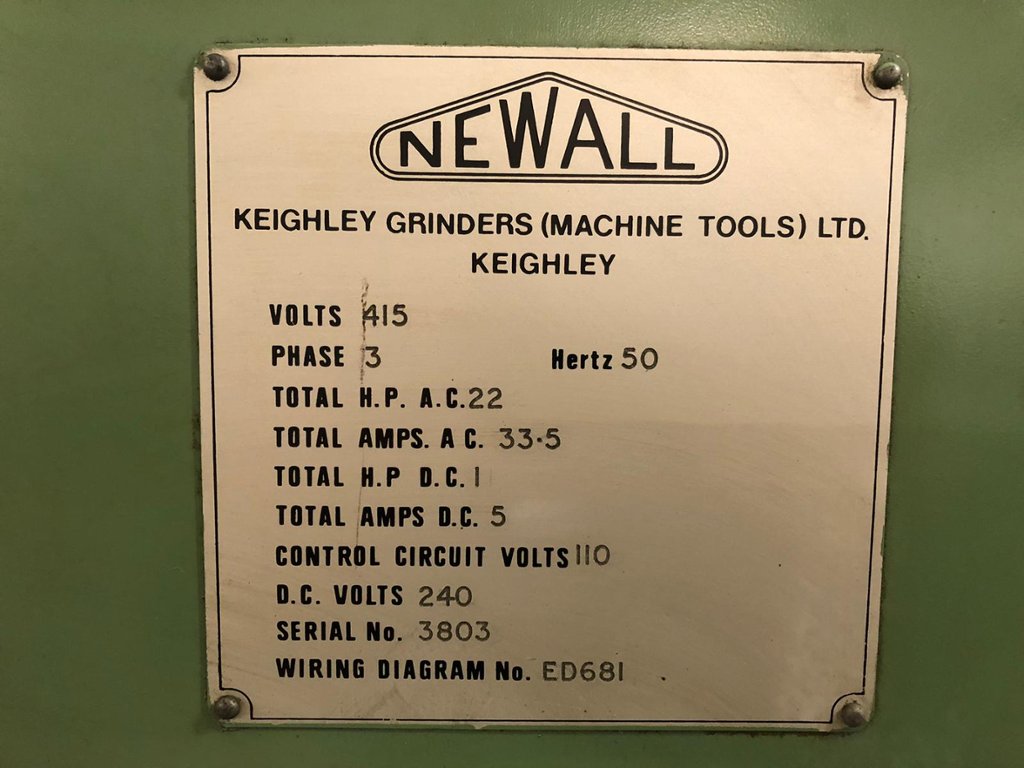 NEWALL
KEIGHLEY GRINDERS (MACHINE TOOLS) LTD.
KEIGHLEY
VOLTS 415
PHASE 3 Hertz 50
TOTAL H.P. A.C. 22
TOTAL AMPS. A C. 33·5
TOTAL H.P D.C. 1
TOTAL AMPS D.C. 5
CONTROL CIRCUIT VOLTS 110
D.C. VOLTS 240
SERIAL No. 3803
WIRING DIAGRAM No. ED681